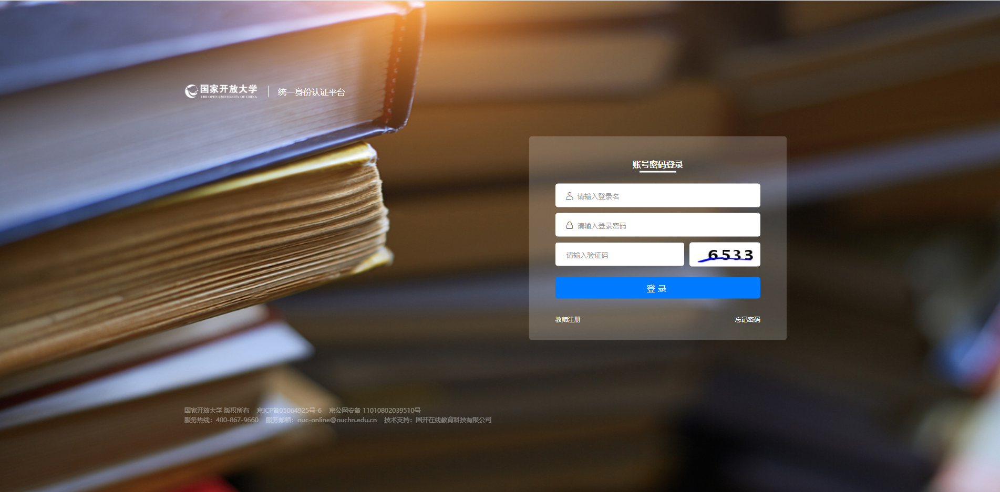 国家开放大学
THE OPEN UNIVERSITY OF CHINA
统一身份认证平台
账号密码登录
请输入登录名
请输入登录密码
请输入验证码
6533
登 录
教师注册 忘记密码
国家开放大学 版权所有 京ICP备05064925号-6 京公网安备 11010802039510号
服务热线：400-867-9660 服务邮箱：ouc-online@ouchn.edu.cn 技术支持：国开在线教育科技有限公司